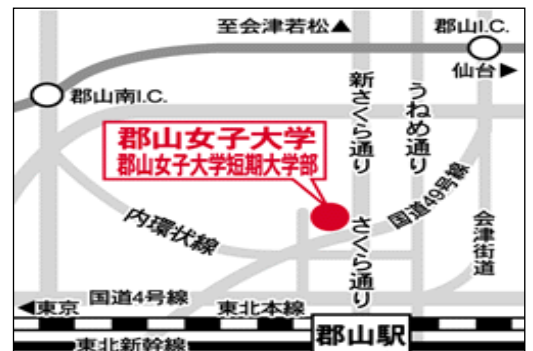 至会津若松▲
郡山I.C.
仙台▶
郡山南I.C.
新さくら通り
うねめ通り
郡山女子大学
郡山女子大学短期大学部
国道49号線
内環状線
さくら通り
会津街道
国道4号線
◀東京
東北本線
郡山駅
東北新幹線